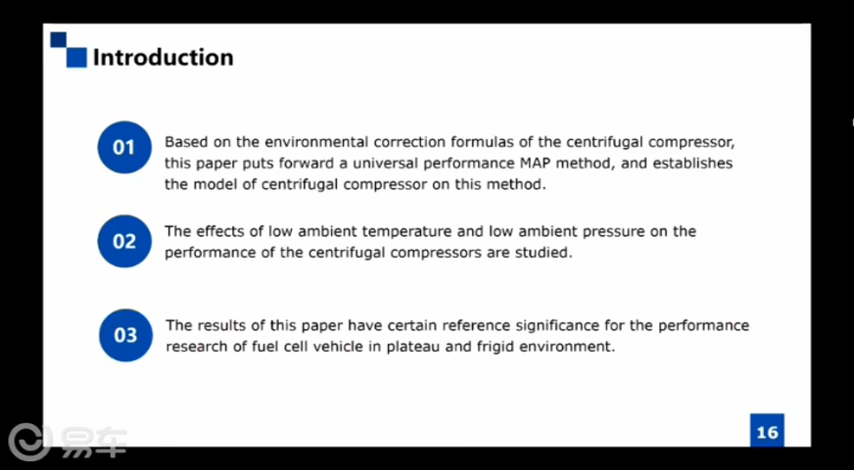 Introduction
01
Based on the environmental correction formulas of the centrifugal compressor,
this paper puts forward a universal performance MAP method, and establishes
the model of centrifugal compressor on this method.
02
The effects of low ambient temperature and low ambient pressure on the
performance of the centrifugal compressors are studied.
03
The results of this paper have certain reference significance for the performance
research of fuel cell vehicle in plateau and frigid environment.
16
易车